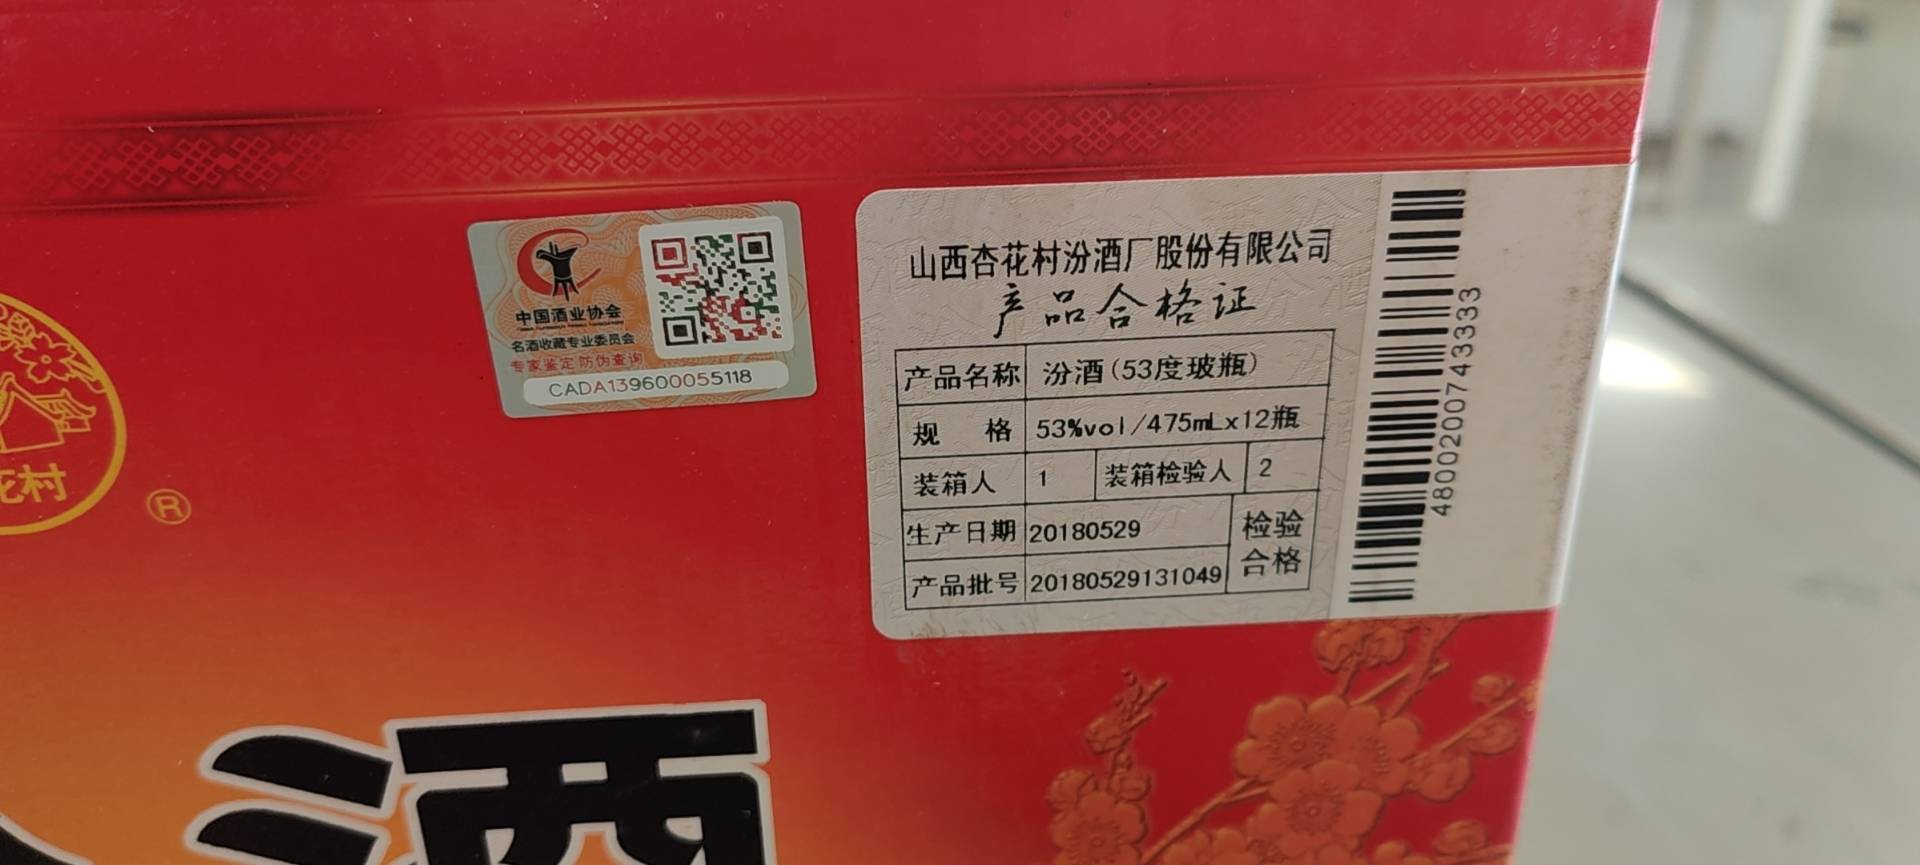 中国酒业协会
名酒收藏专业委员会
专家鉴定 防伪查询
CADA139600055118
山西杏花村汾酒厂股份有限公司
产品合格证
产品名称 汾酒(53度玻瓶)
规 格 53%vol/475mLx12瓶
装箱人 1 装箱检验人 2
生产日期 20180529 检验
产品批号 20180529131049 合格
4800200743333
花村
®
酒